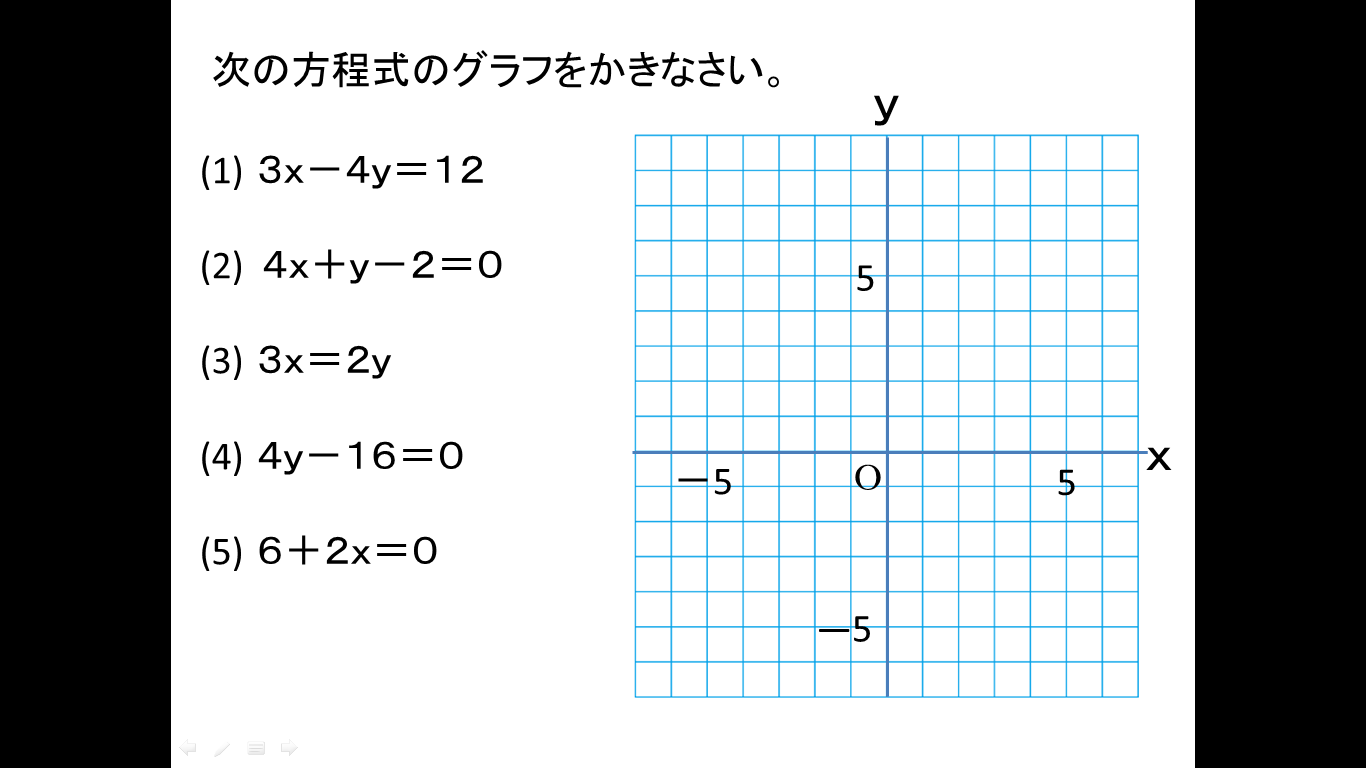 次の方程式のグラフをかきなさい。
(1) 3x－4y＝12
(2) 4x＋y－2＝0
(3) 3x＝2y
(4) 4y－16＝0
(5) 6＋2x＝0
y
5
x
－5
O
5
－5